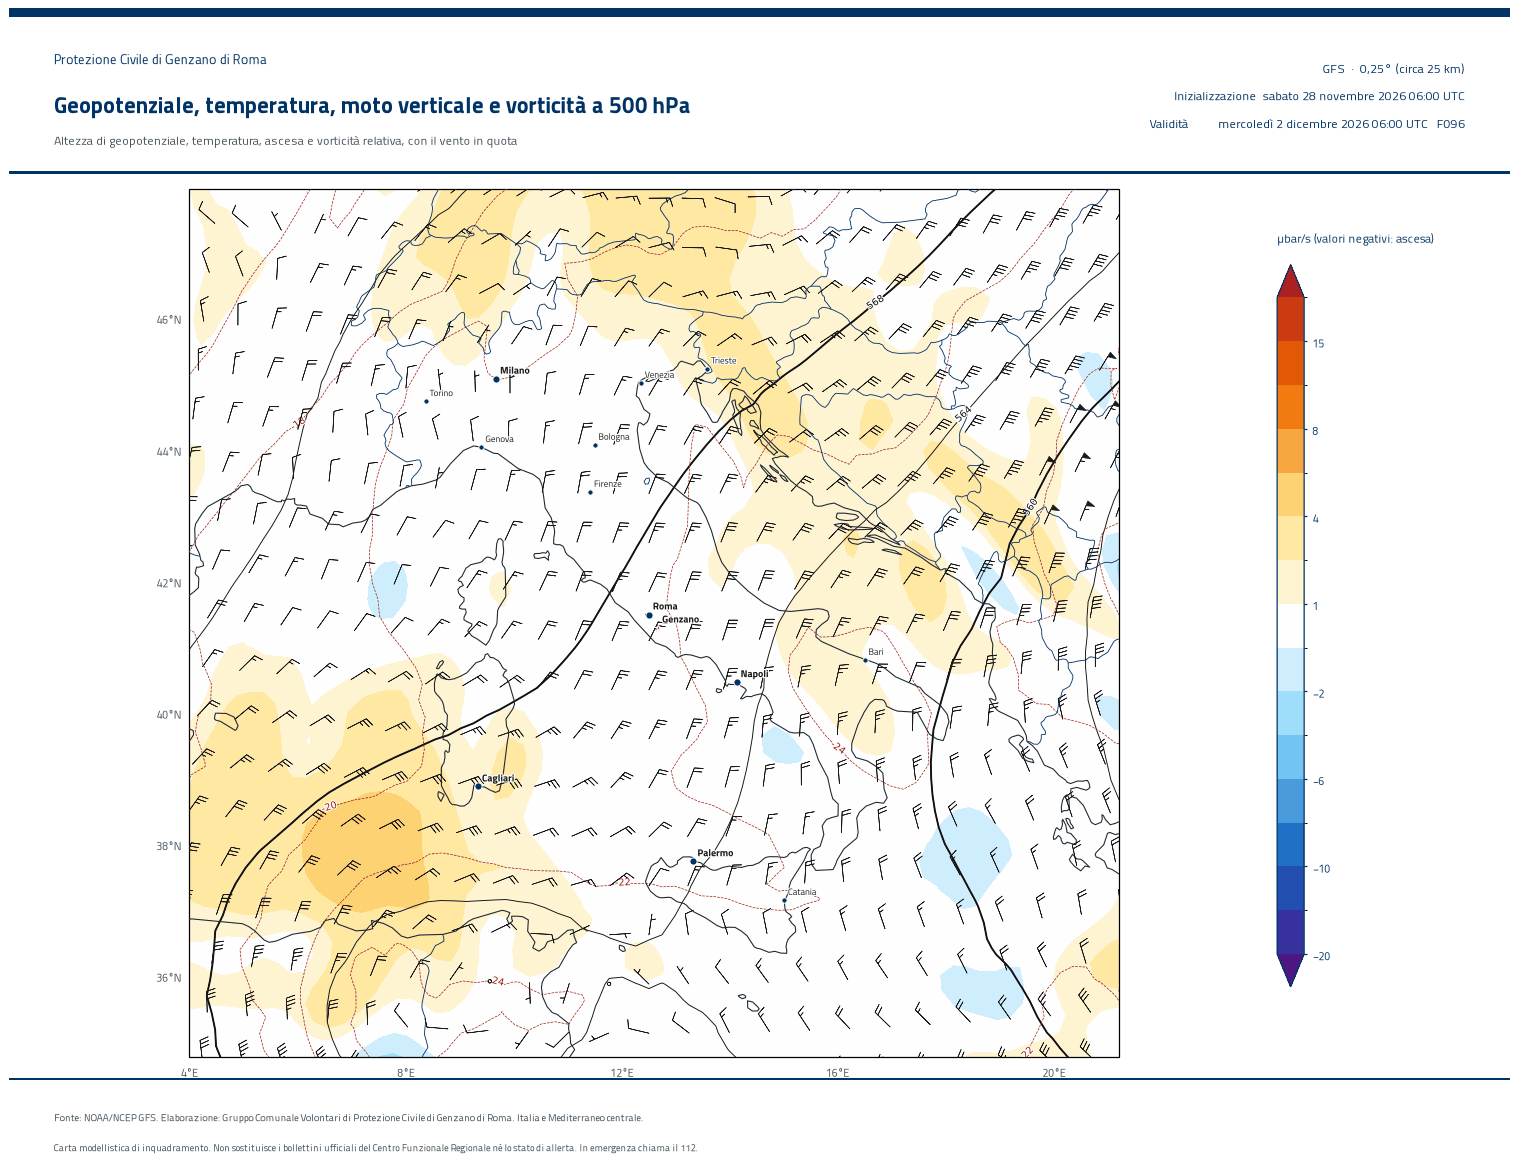 Protezione Civile di Genzano di Roma
Geopotenziale, temperatura, moto verticale e vorticità a 500 hPa
Altezza di geopotenziale, temperatura, ascesa e vorticità relativa, con il vento in quota
GFS · 0,25° (circa 25 km)
Inizializzazione sabato 28 novembre 2026 06:00 UTC
Validità mercoledì 2 dicembre 2026 06:00 UTC F096
µbar/s (valori negativi: ascesa)
15
8
4
1
−2
−6
−10
−20
46°N
44°N
42°N
40°N
38°N
36°N
4°E
8°E
12°E
16°E
20°E
568
564
560
Trieste
Milano
Venezia
Torino
Genova
Bologna
Firenze
Roma
Genzano
Bari
Napoli
-24
Cagliari
-20
Palermo
-22
Catania
-24
Fonte: NOAA/NCEP GFS. Elaborazione: Gruppo Comunale Volontari di Protezione Civile di Genzano di Roma. Italia e Mediterraneo centrale.
Carta modellistica di inquadramento. Non sostituisce i bollettini ufficiali del Centro Funzionale Regionale né lo stato di allerta. In emergenza chiama il 112.